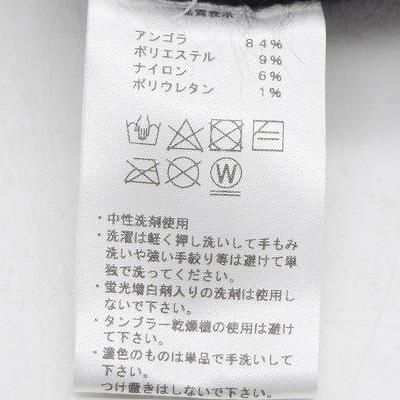 品質表示
アンゴラ 84%
ポリエステル 9%
ナイロン 6%
ポリウレタン 1%
W
・中性洗剤使用
・洗濯は軽く押し洗いして手もみ
洗いや強い手絞り等は避けて単
独で洗ってください。
・蛍光増白剤入りの洗剤は使用し
ないで下さい。
・タンブラー乾燥機の使用は避け
て下さい。
・濃色のものは単品で手洗いして
下さい。
つけ置きはしないで下さい。